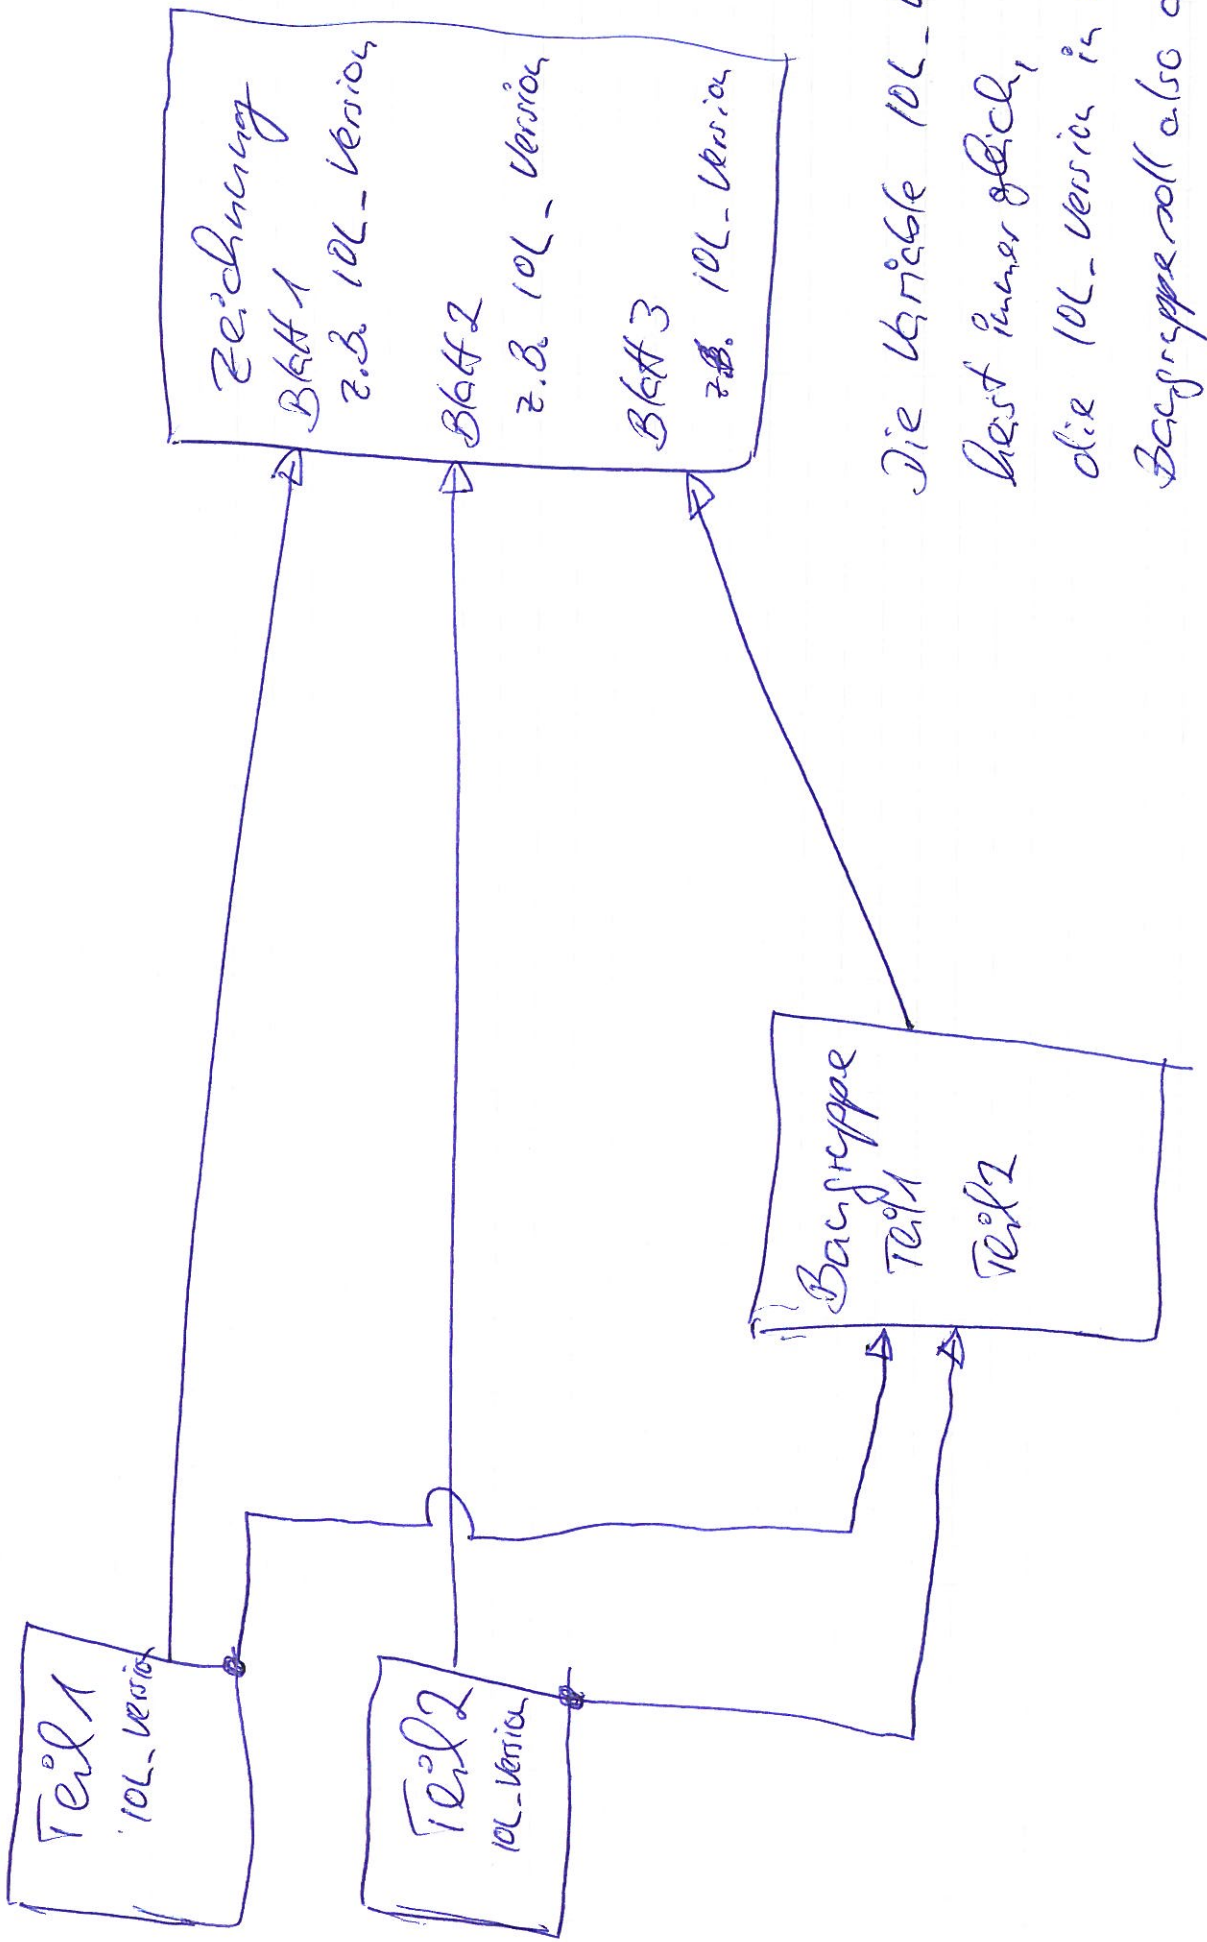 Teil 1
IOL_Version
Teil 2
IOL_Version
Baugruppe
Teil 1
Teil 2
Zeichnung
Blatt 1
z.B. IOL_Version
Blatt 2
z.B. IOL_Version
Blatt 3
z.B. IOL_Version
Die Variable IOL_
heist immer gleich,
die IOL_Version in
Baugruppe soll also